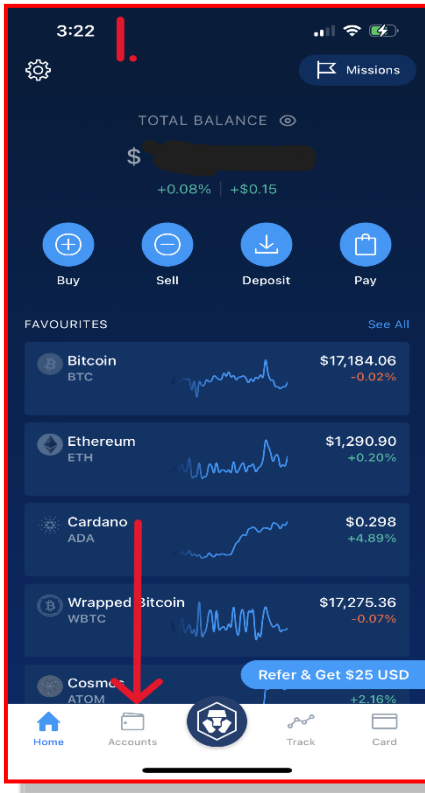 3:22
1.
Missions
TOTAL BALANCE
$
+0.08% | +$0.15
Buy Sell Deposit Pay
FAVOURITES See All
Bitcoin $17,184.06
BTC -0.02%
Ethereum $1,290.90
ETH +0.20%
Cardano $0.298
ADA +4.89%
Wrapped Bitcoin $17,275.36
WBTC -0.07%
Refer & Get $25 USD
Cosmos
ATOM +2.16%
Home Accounts Track Card